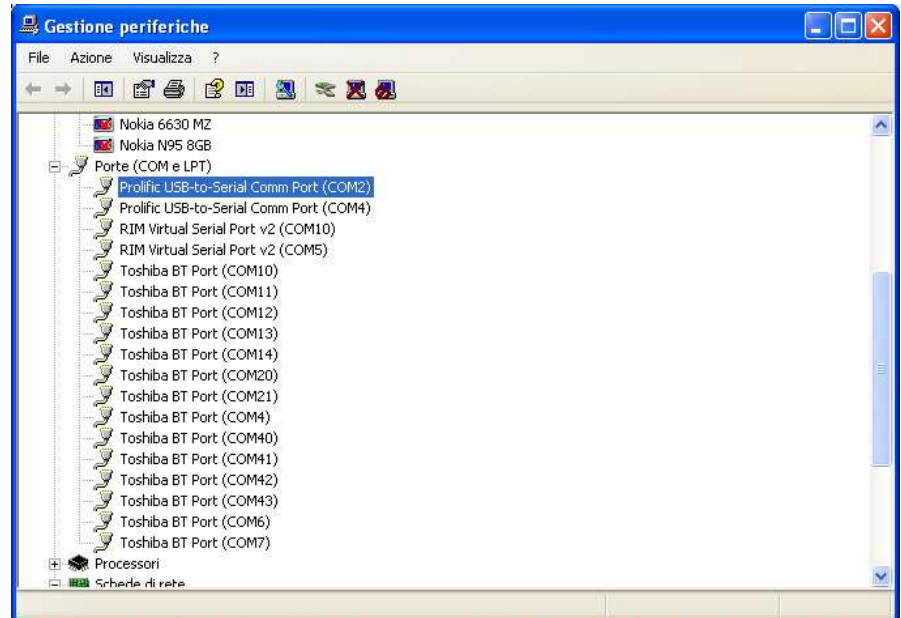 Gestione periferiche
File Azione Visualizza ?
Nokia 6630 MZ
Nokia N95 8GB
Porte (COM e LPT)
Prolific USB-to-Serial Comm Port (COM2)
Prolific USB-to-Serial Comm Port (COM4)
RIM Virtual Serial Port v2 (COM10)
RIM Virtual Serial Port v2 (COM5)
Toshiba BT Port (COM10)
Toshiba BT Port (COM11)
Toshiba BT Port (COM12)
Toshiba BT Port (COM13)
Toshiba BT Port (COM14)
Toshiba BT Port (COM20)
Toshiba BT Port (COM21)
Toshiba BT Port (COM4)
Toshiba BT Port (COM40)
Toshiba BT Port (COM41)
Toshiba BT Port (COM42)
Toshiba BT Port (COM43)
Toshiba BT Port (COM6)
Toshiba BT Port (COM7)
Processori
Schede di rete